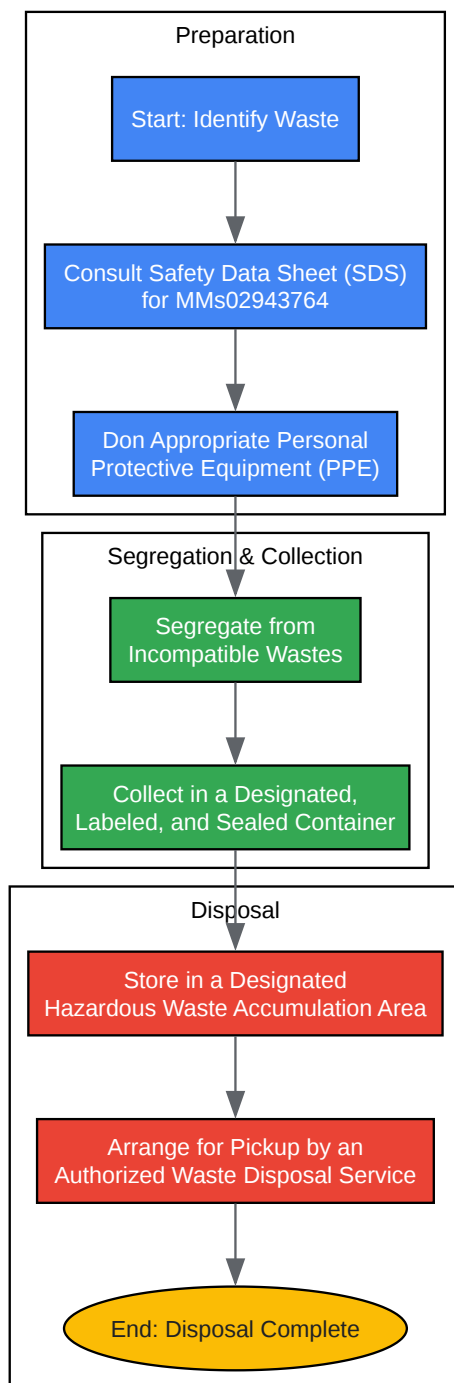 Preparation
Start: Identify Waste
Consult Safety Data Sheet (SDS)
for MMs02943764
Don Appropriate Personal
Protective Equipment (PPE)
Segregation & Collection
Segregate from
Incompatible Wastes
Collect in a Designated,
Labeled, and Sealed Container
Disposal
Store in a Designated
Hazardous Waste Accumulation Area
Arrange for Pickup by an
Authorized Waste Disposal Service
End: Disposal Complete